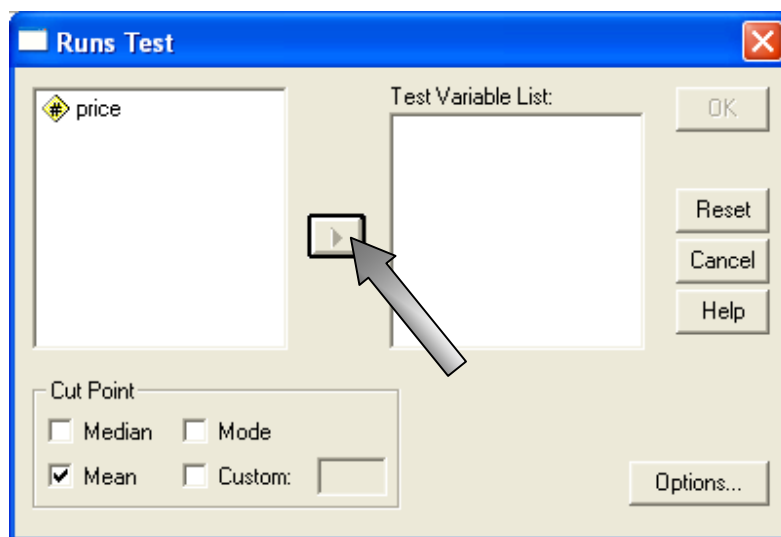 Runs Test
price
Test Variable List:
OK
Reset
Cancel
Help
Cut Point
Median Mode
Mean Custom:
Options...